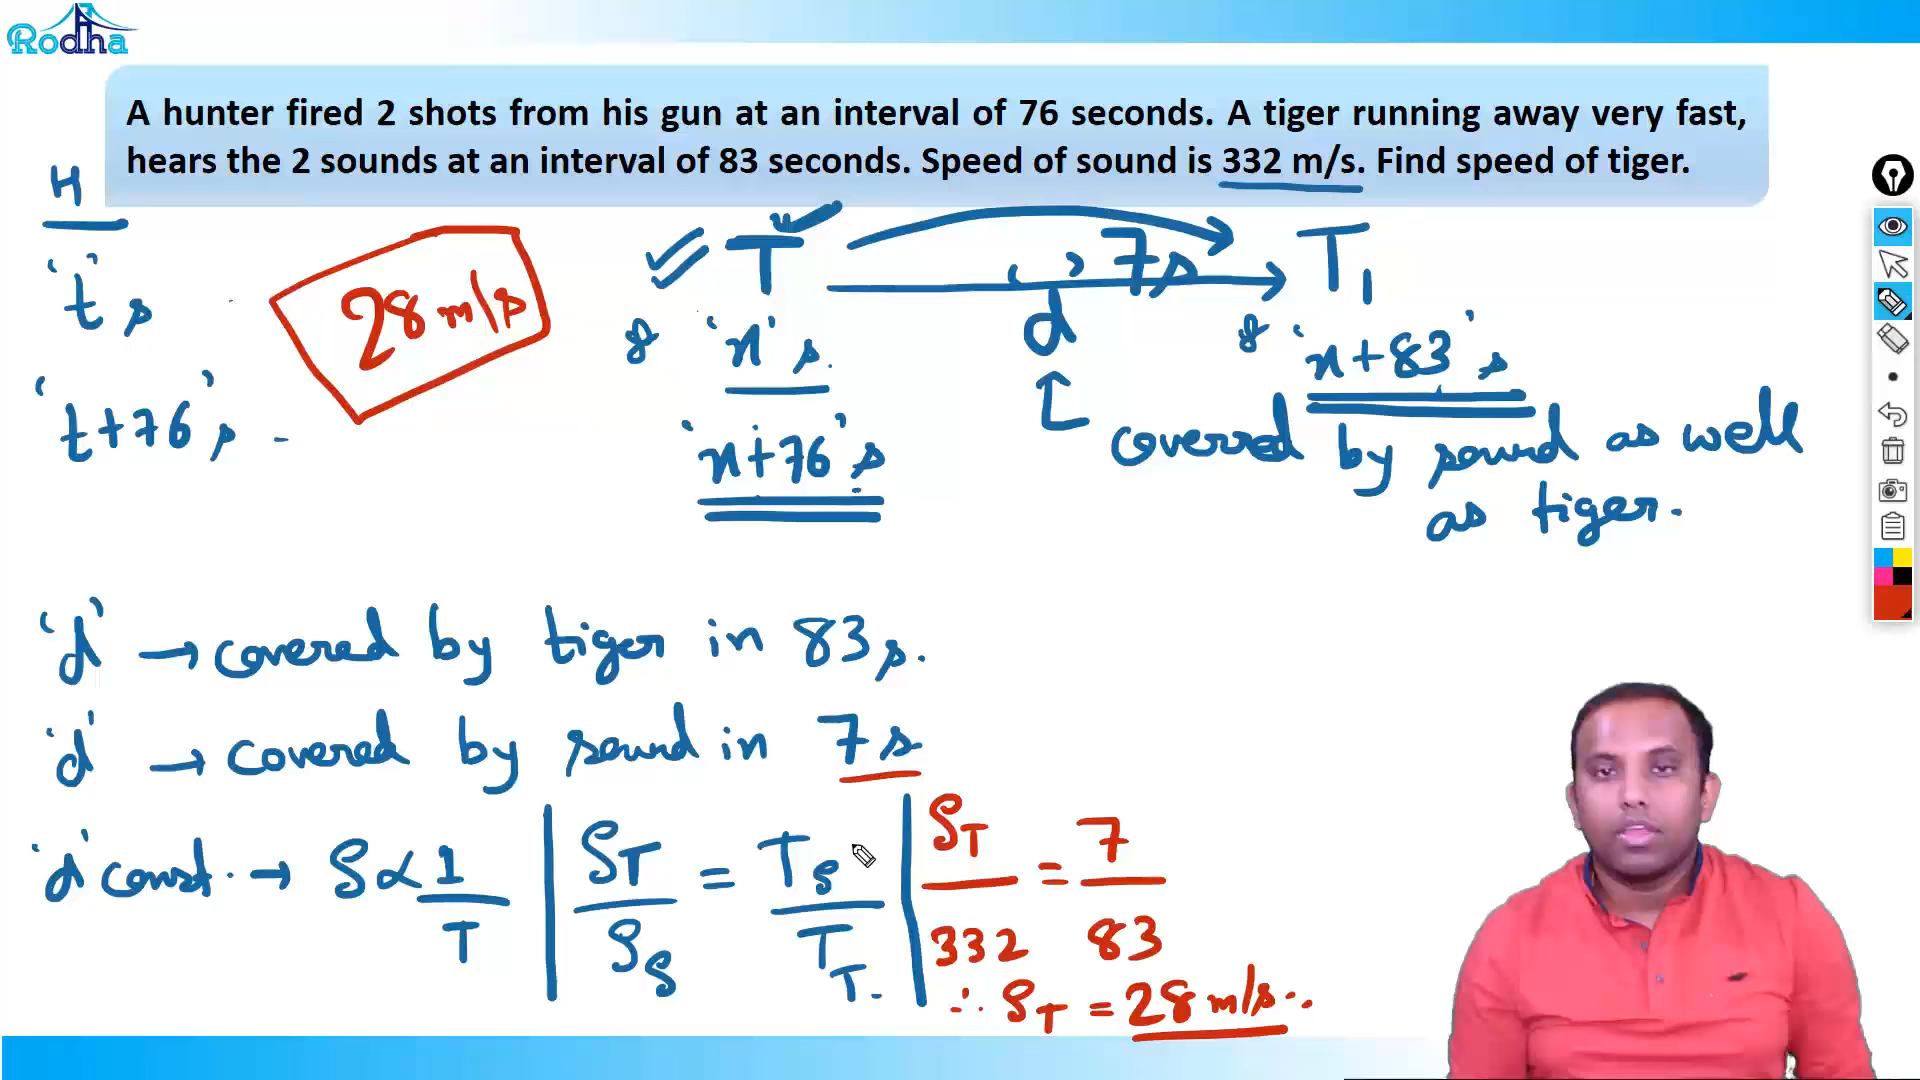 Rodha
A hunter fired 2 shots from his gun at an interval of 76 seconds. A tiger running away very fast,
hears the 2 sounds at an interval of 83 seconds. Speed of sound is 332 m/s. Find speed of tiger.
H
't' s
't+76' s -
28 m/s
T
7s
T1
d
'x' s.
'x+83' s
'x+76' s
covered by sound as well
as tiger.
'd' → covered by tiger in 83 s.
'd' → covered by sound in 7s
'd' const. → S ∝ 1/T
ST/SS = TS/TT.
ST/332 = 7/83
∴ ST = 28 m/s.